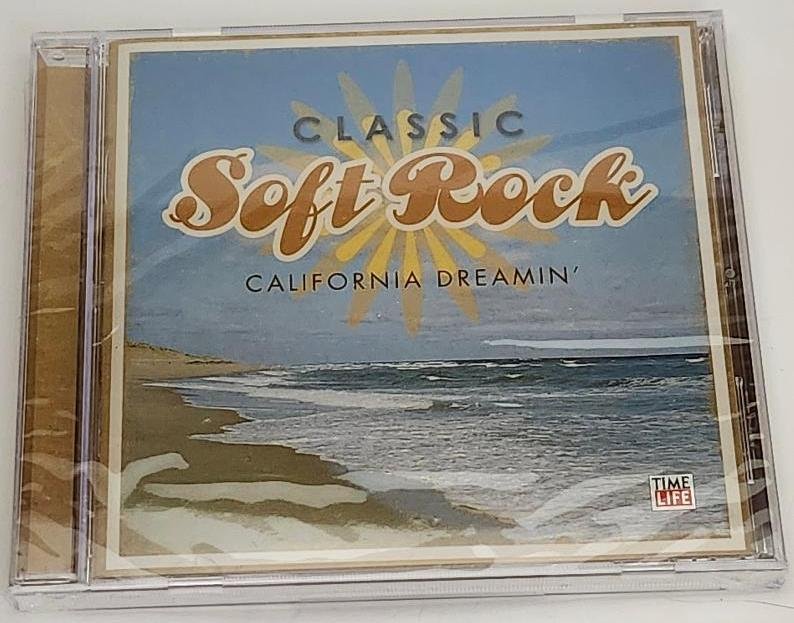 CLASSIC
Soft Rock
CALIFORNIA DREAMIN'
TIME
LIFE